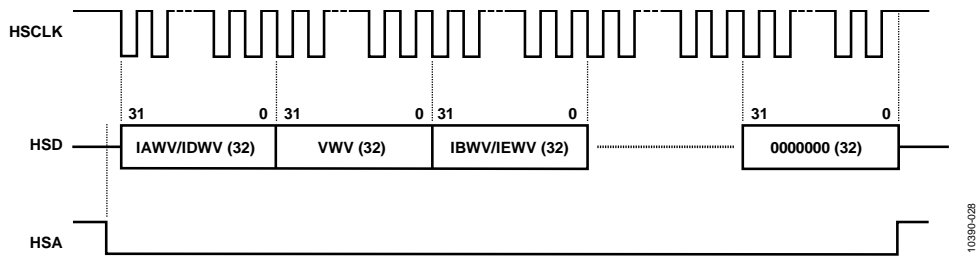 HSCLK
31 0 31 0 31 0 31 0
HSD IAWV/IDWV (32) VWV (32) IBWV/IEWV (32) 0000000 (32)
HSA
10390-028